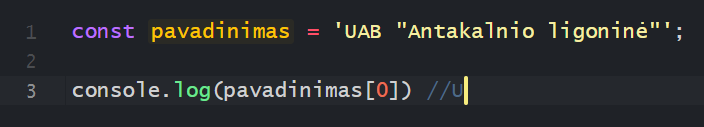 1 const pavadinimas = 'UAB "Antakalnio ligoninė"';
2
3 console.log(pavadinimas[0]) //U